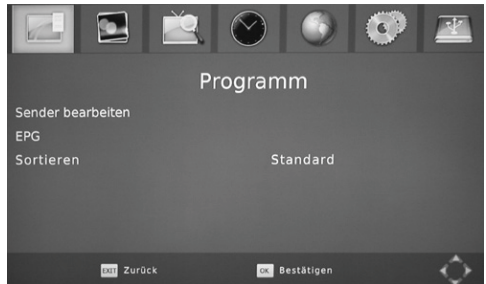 Programm
Sender bearbeiten
EPG
Sortieren Standard
EXIT Zurück OK Bestätigen